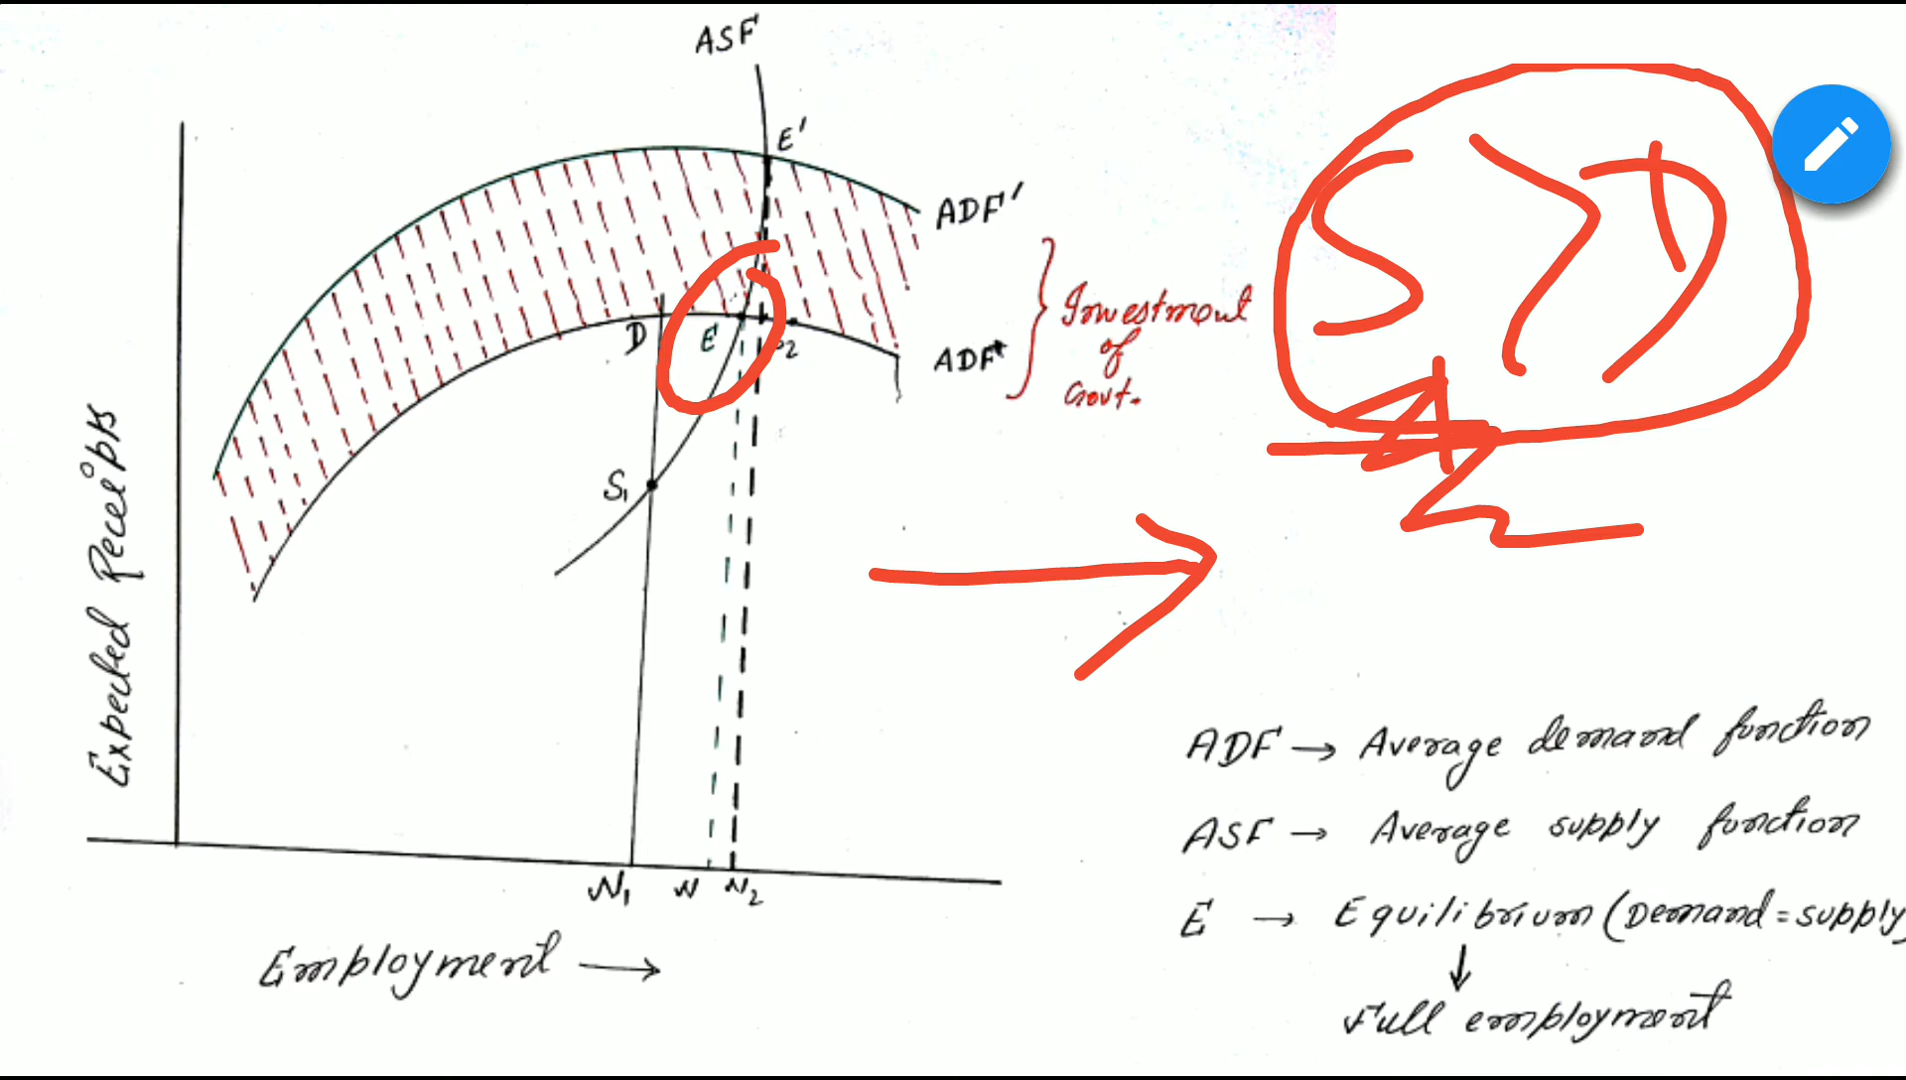 ASF
E'
ADF'
D
E
ADF
Investment
of
Govt.
S1
Expected Receipts
N1 N N2
Employment →
S>D
ADF → Average demand function
ASF → Average supply function
E → Equilibrium (Demand = supply
↓
Full employment